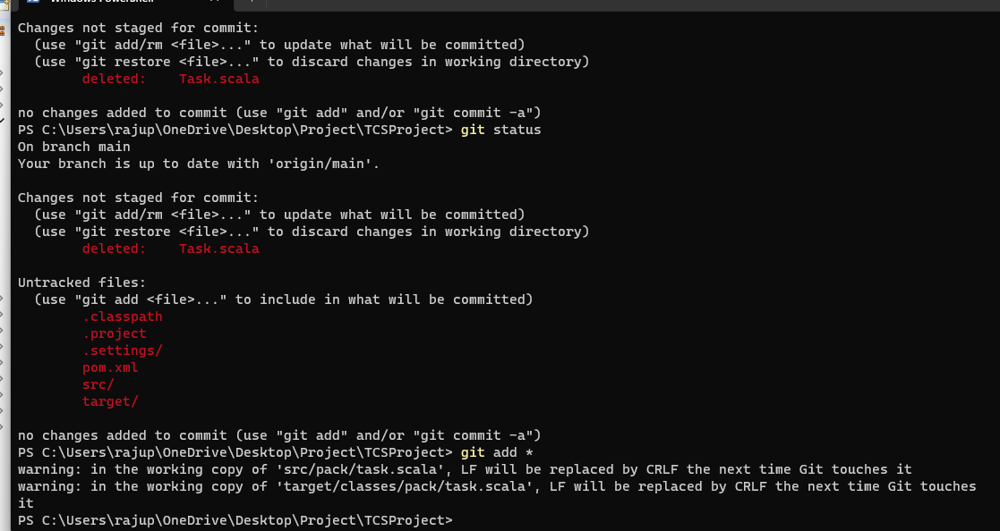 Changes not staged for commit:
  (use "git add/rm <file>..." to update what will be committed)
  (use "git restore <file>..." to discard changes in working directory)
        deleted:    Task.scala

no changes added to commit (use "git add" and/or "git commit -a")
PS C:\Users\rajup\OneDrive\Desktop\Project\TCSProject> git status
On branch main
Your branch is up to date with 'origin/main'.

Changes not staged for commit:
  (use "git add/rm <file>..." to update what will be committed)
  (use "git restore <file>..." to discard changes in working directory)
        deleted:    Task.scala

Untracked files:
  (use "git add <file>..." to include in what will be committed)
        .classpath
        .project
        .settings/
        pom.xml
        src/
        target/

no changes added to commit (use "git add" and/or "git commit -a")
PS C:\Users\rajup\OneDrive\Desktop\Project\TCSProject> git add *
warning: in the working copy of 'src/pack/task.scala', LF will be replaced by CRLF the next time Git touches it
warning: in the working copy of 'target/classes/pack/task.scala', LF will be replaced by CRLF the next time Git touches
it
PS C:\Users\rajup\OneDrive\Desktop\Project\TCSProject>